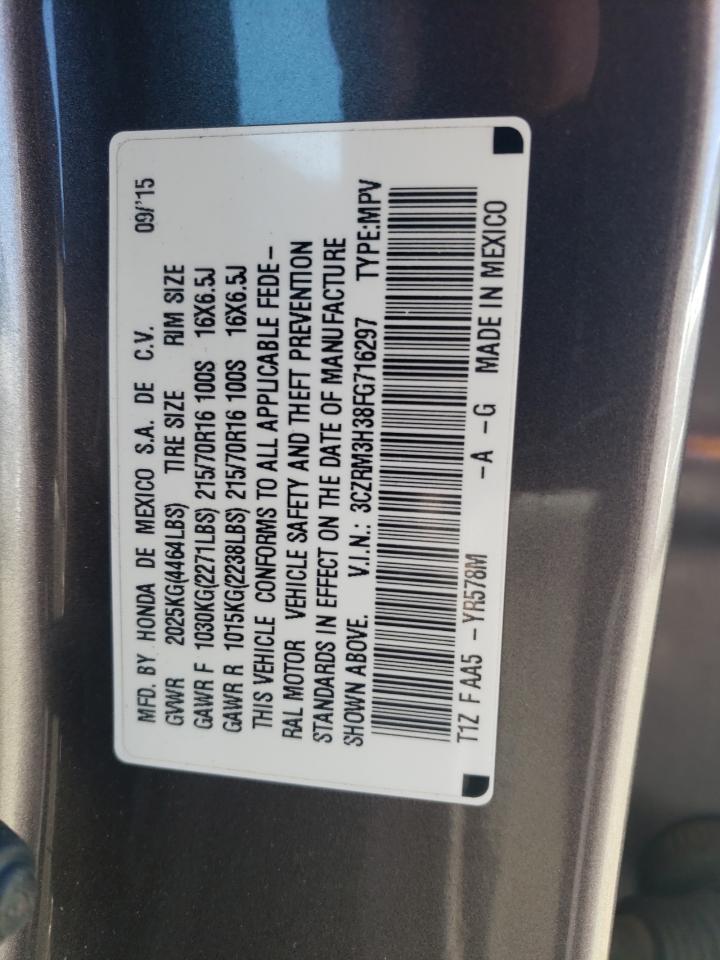 MFD. BY HONDA DE MEXICO S.A. DE C.V. 09/'15
GVWR 2025KG(4464LBS) TIRE SIZE RIM SIZE
GAWR F 1030KG(2271LBS) 215/70R16 100S 16X6.5J
GAWR R 1015KG(2238LBS) 215/70R16 100S 16X6.5J
THIS VEHICLE CONFORMS TO ALL APPLICABLE FEDE-
RAL MOTOR VEHICLE SAFETY AND THEFT PREVENTION
STANDARDS IN EFFECT ON THE DATE OF MANUFACTURE
SHOWN ABOVE. V.I.N.: 3CZRM3H38FG716297 TYPE:MPV
T1Z F AA5 -YR578M -A -G MADE IN MEXICO